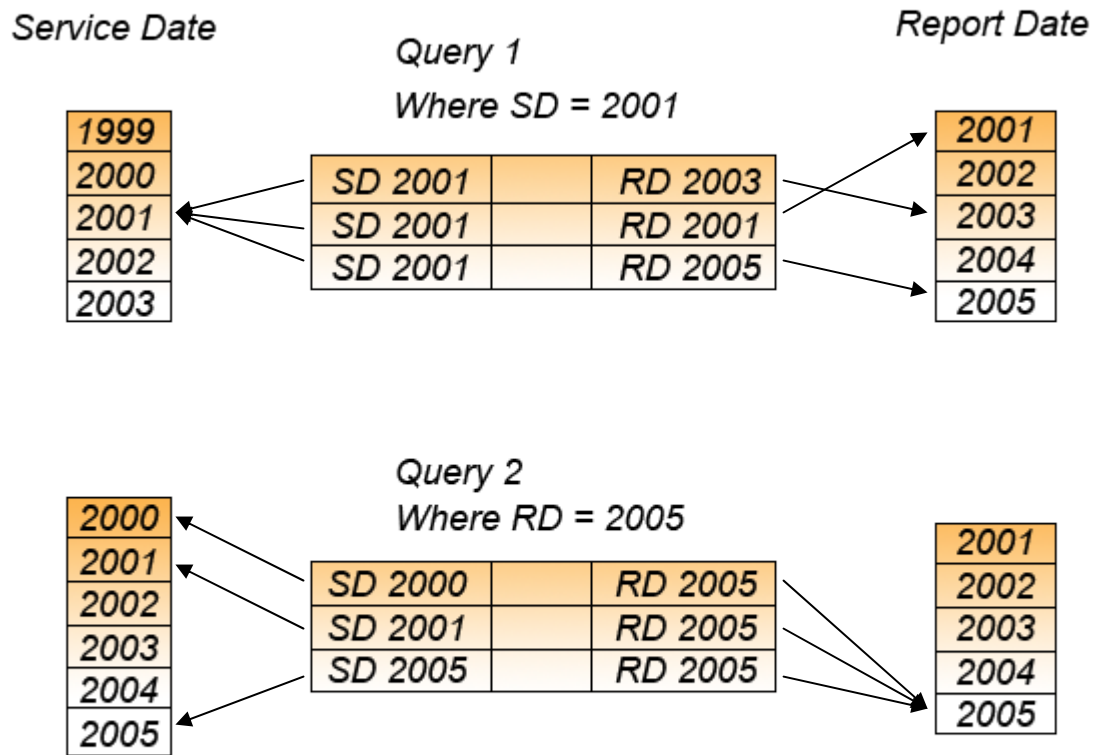 Service Date
Report Date
Query 1
Where SD = 2001
1999
2000
2001
2002
2003
SD 2001 RD 2003
SD 2001 RD 2001
SD 2001 RD 2005
2001
2002
2003
2004
2005
Query 2
Where RD = 2005
2000
2001
2002
2003
2004
2005
SD 2000 RD 2005
SD 2001 RD 2005
SD 2005 RD 2005
2001
2002
2003
2004
2005